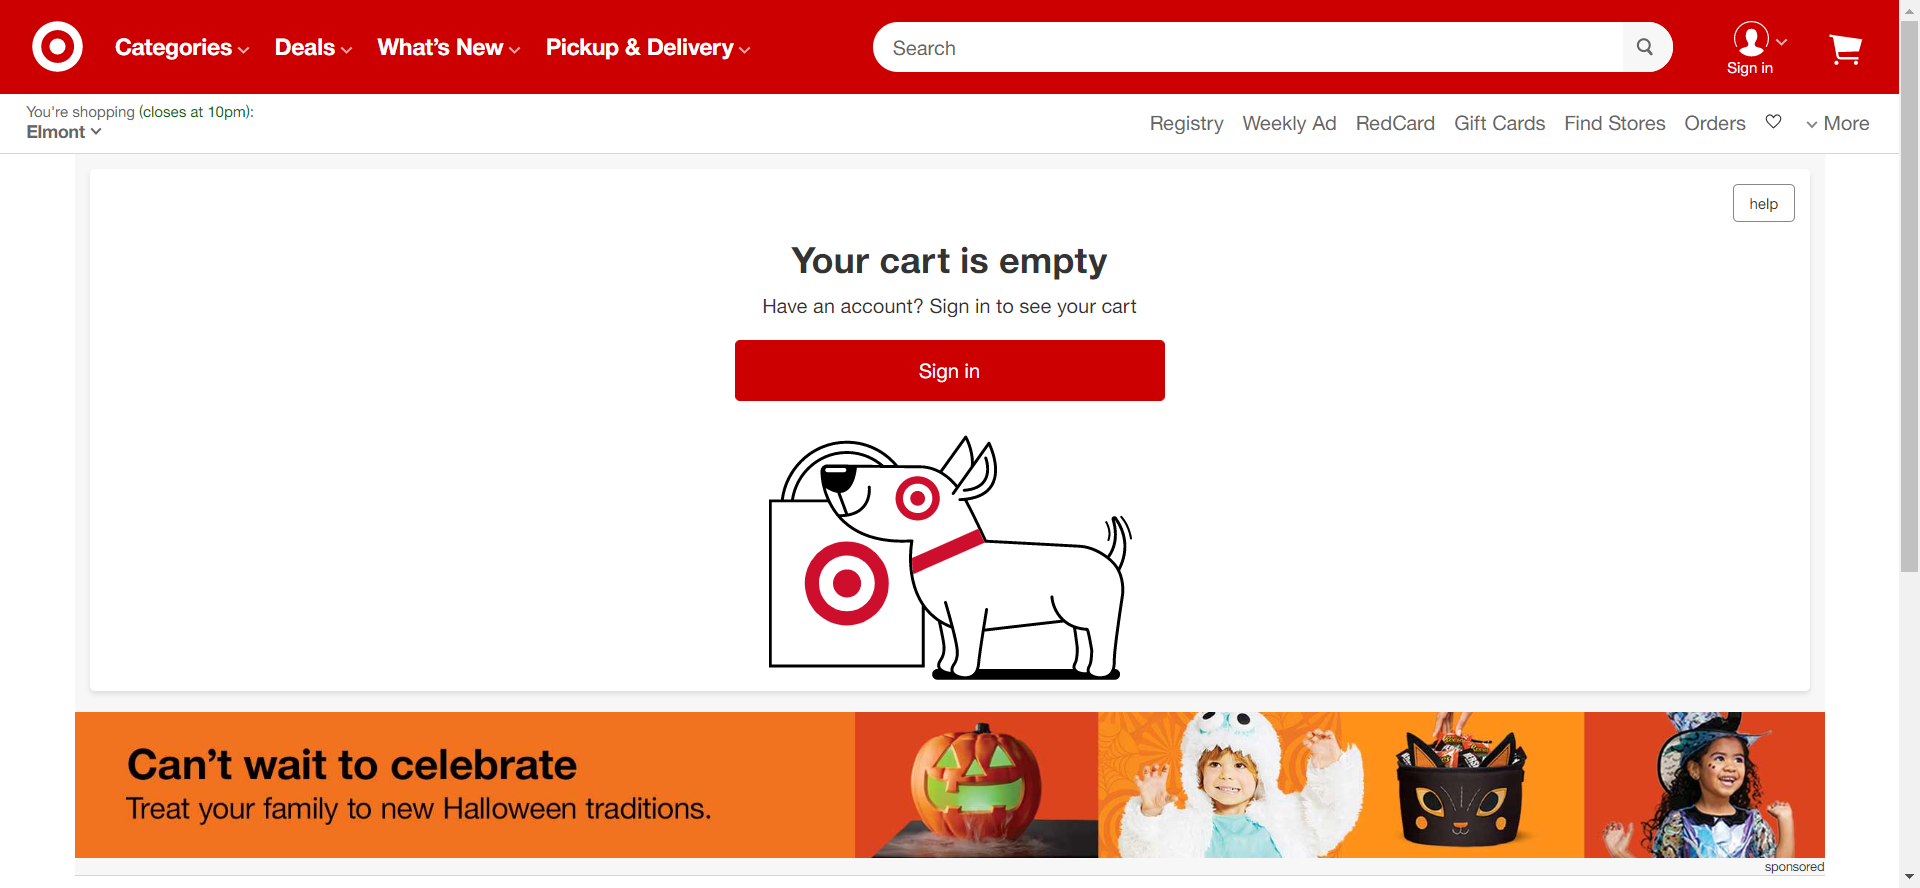 Categories
Deals
What's New
Pickup & Delivery
Search
Sign in
You're shopping (closes at 10pm):
Elmont
Registry
Weekly Ad
RedCard
Gift Cards
Find Stores
Orders
More
help
Your cart is empty
Have an account? Sign in to see your cart
Sign in
Can't wait to celebrate
Treat your family to new Halloween traditions.
sponsored